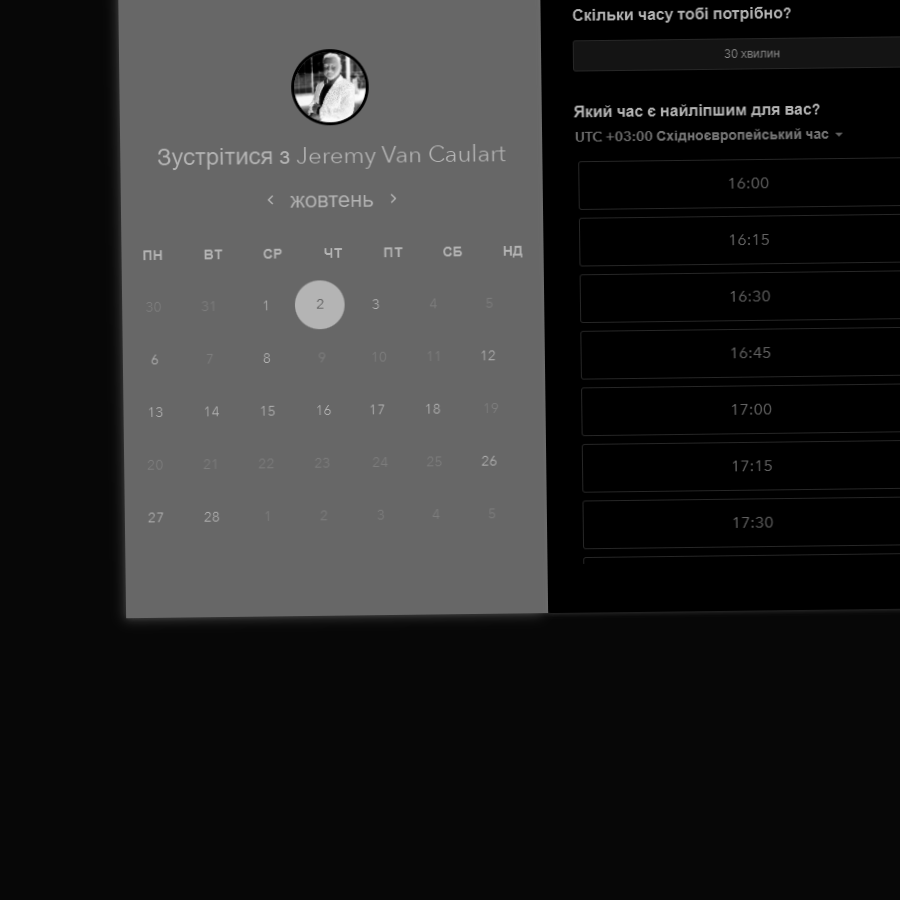 Зустрітися з Jeremy Van Caulart
жовтень
ПН ВТ СР ЧТ ПТ СБ НД
30 31 1 2 3 4 5
6 7 8 9 10 11 12
13 14 15 16 17 18 19
20 21 22 23 24 25 26
27 28 1 2 3 4 5
Скільки часу тобі потрібно?
30 хвилин
Який час є найліпшим для вас?
UTC +03:00 Східноєвропейський час
16:00
16:15
16:30
16:45
17:00
17:15
17:30